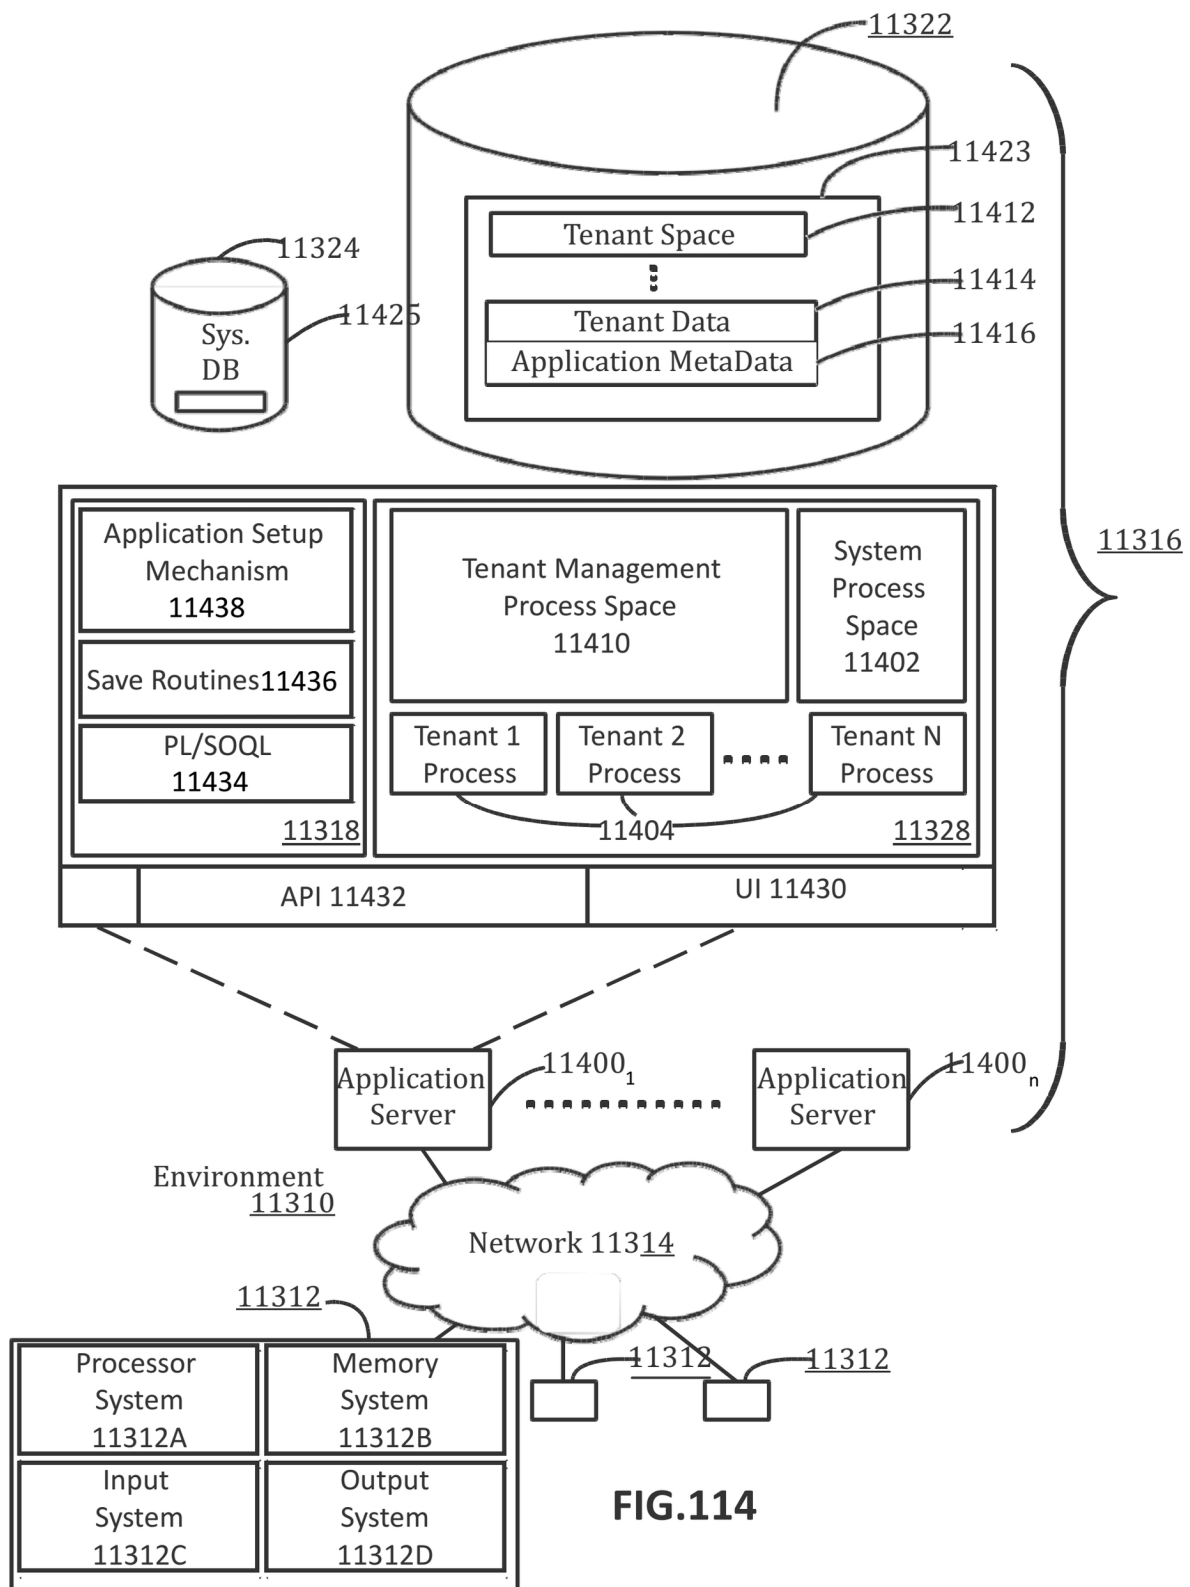 11322
11423
Tenant Space
11412
11324
11414
Tenant Data
11425
11416
Application MetaData
Sys.
DB
Application Setup
Mechanism
11438
Tenant Management
Process Space
11410
System
Process
Space
11402
11316
Save Routines11436
PL/SOQL
11434
Tenant 1
Process
Tenant 2
Process
Tenant N
Process
11318
11404
11328
API 11432
UI 11430
Application
Server
11400 1
Application
Server
11400 n
Environment
11310
Network 11314
11312
11312
11312
Processor
System
11312A
Memory
System
11312B
Input
System
11312C
Output
System
11312D
FIG.114